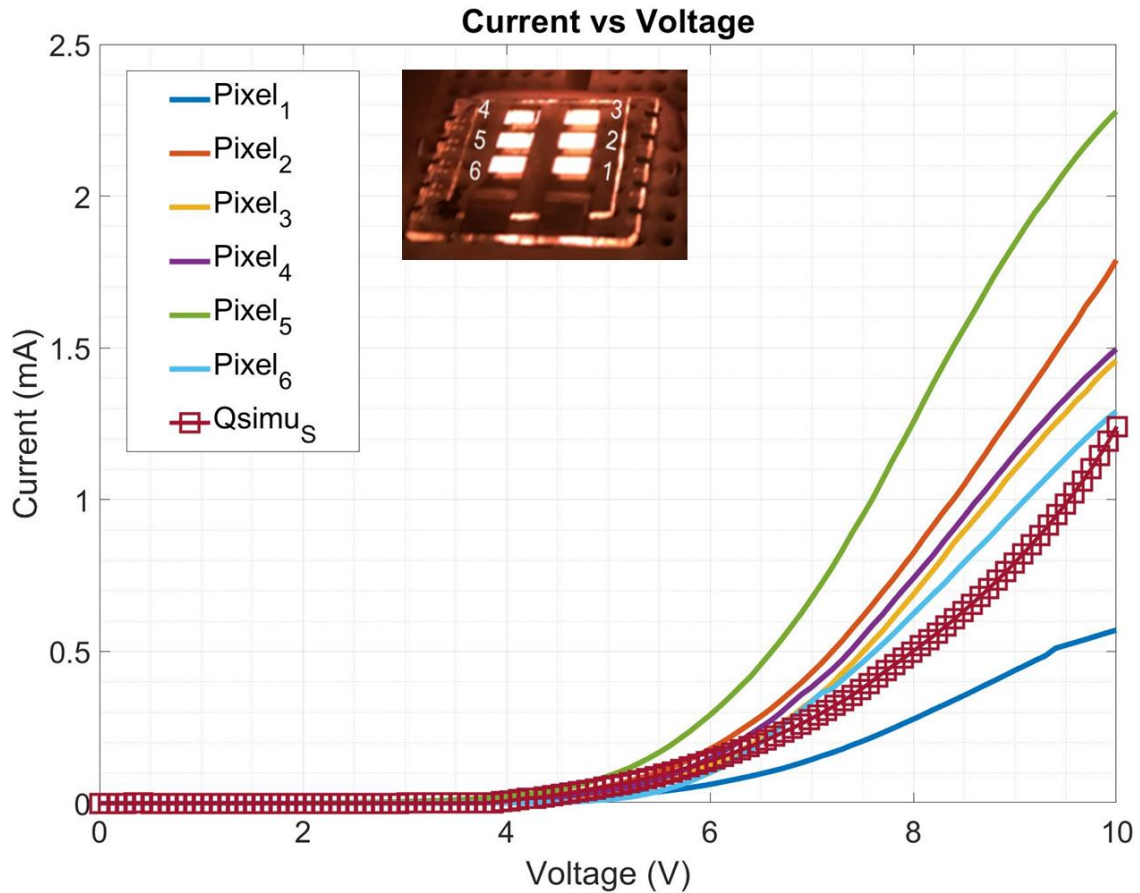 Current vs Voltage
2.5
2
1.5
1
0.5
0
Current (mA)
Pixel1
Pixel2
Pixel3
Pixel4
Pixel5
Pixel6
QsimuS
4 3
5 2
6 1
0 2 4 6 8 10
Voltage (V)